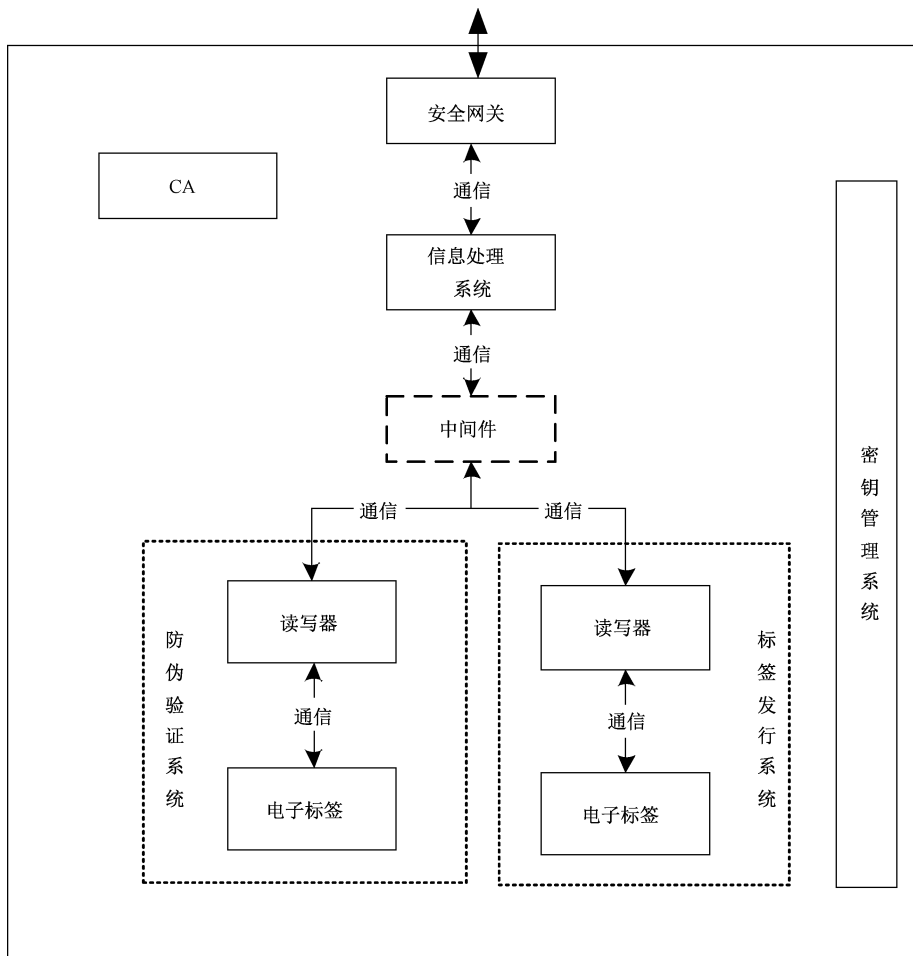 安全网关
CA
通信
信息处理
系统
通信
中间件
通信
通信
读写器
读写器
防伪验证系统
标签发行系统
密钥管理系统
通信
通信
电子标签
电子标签